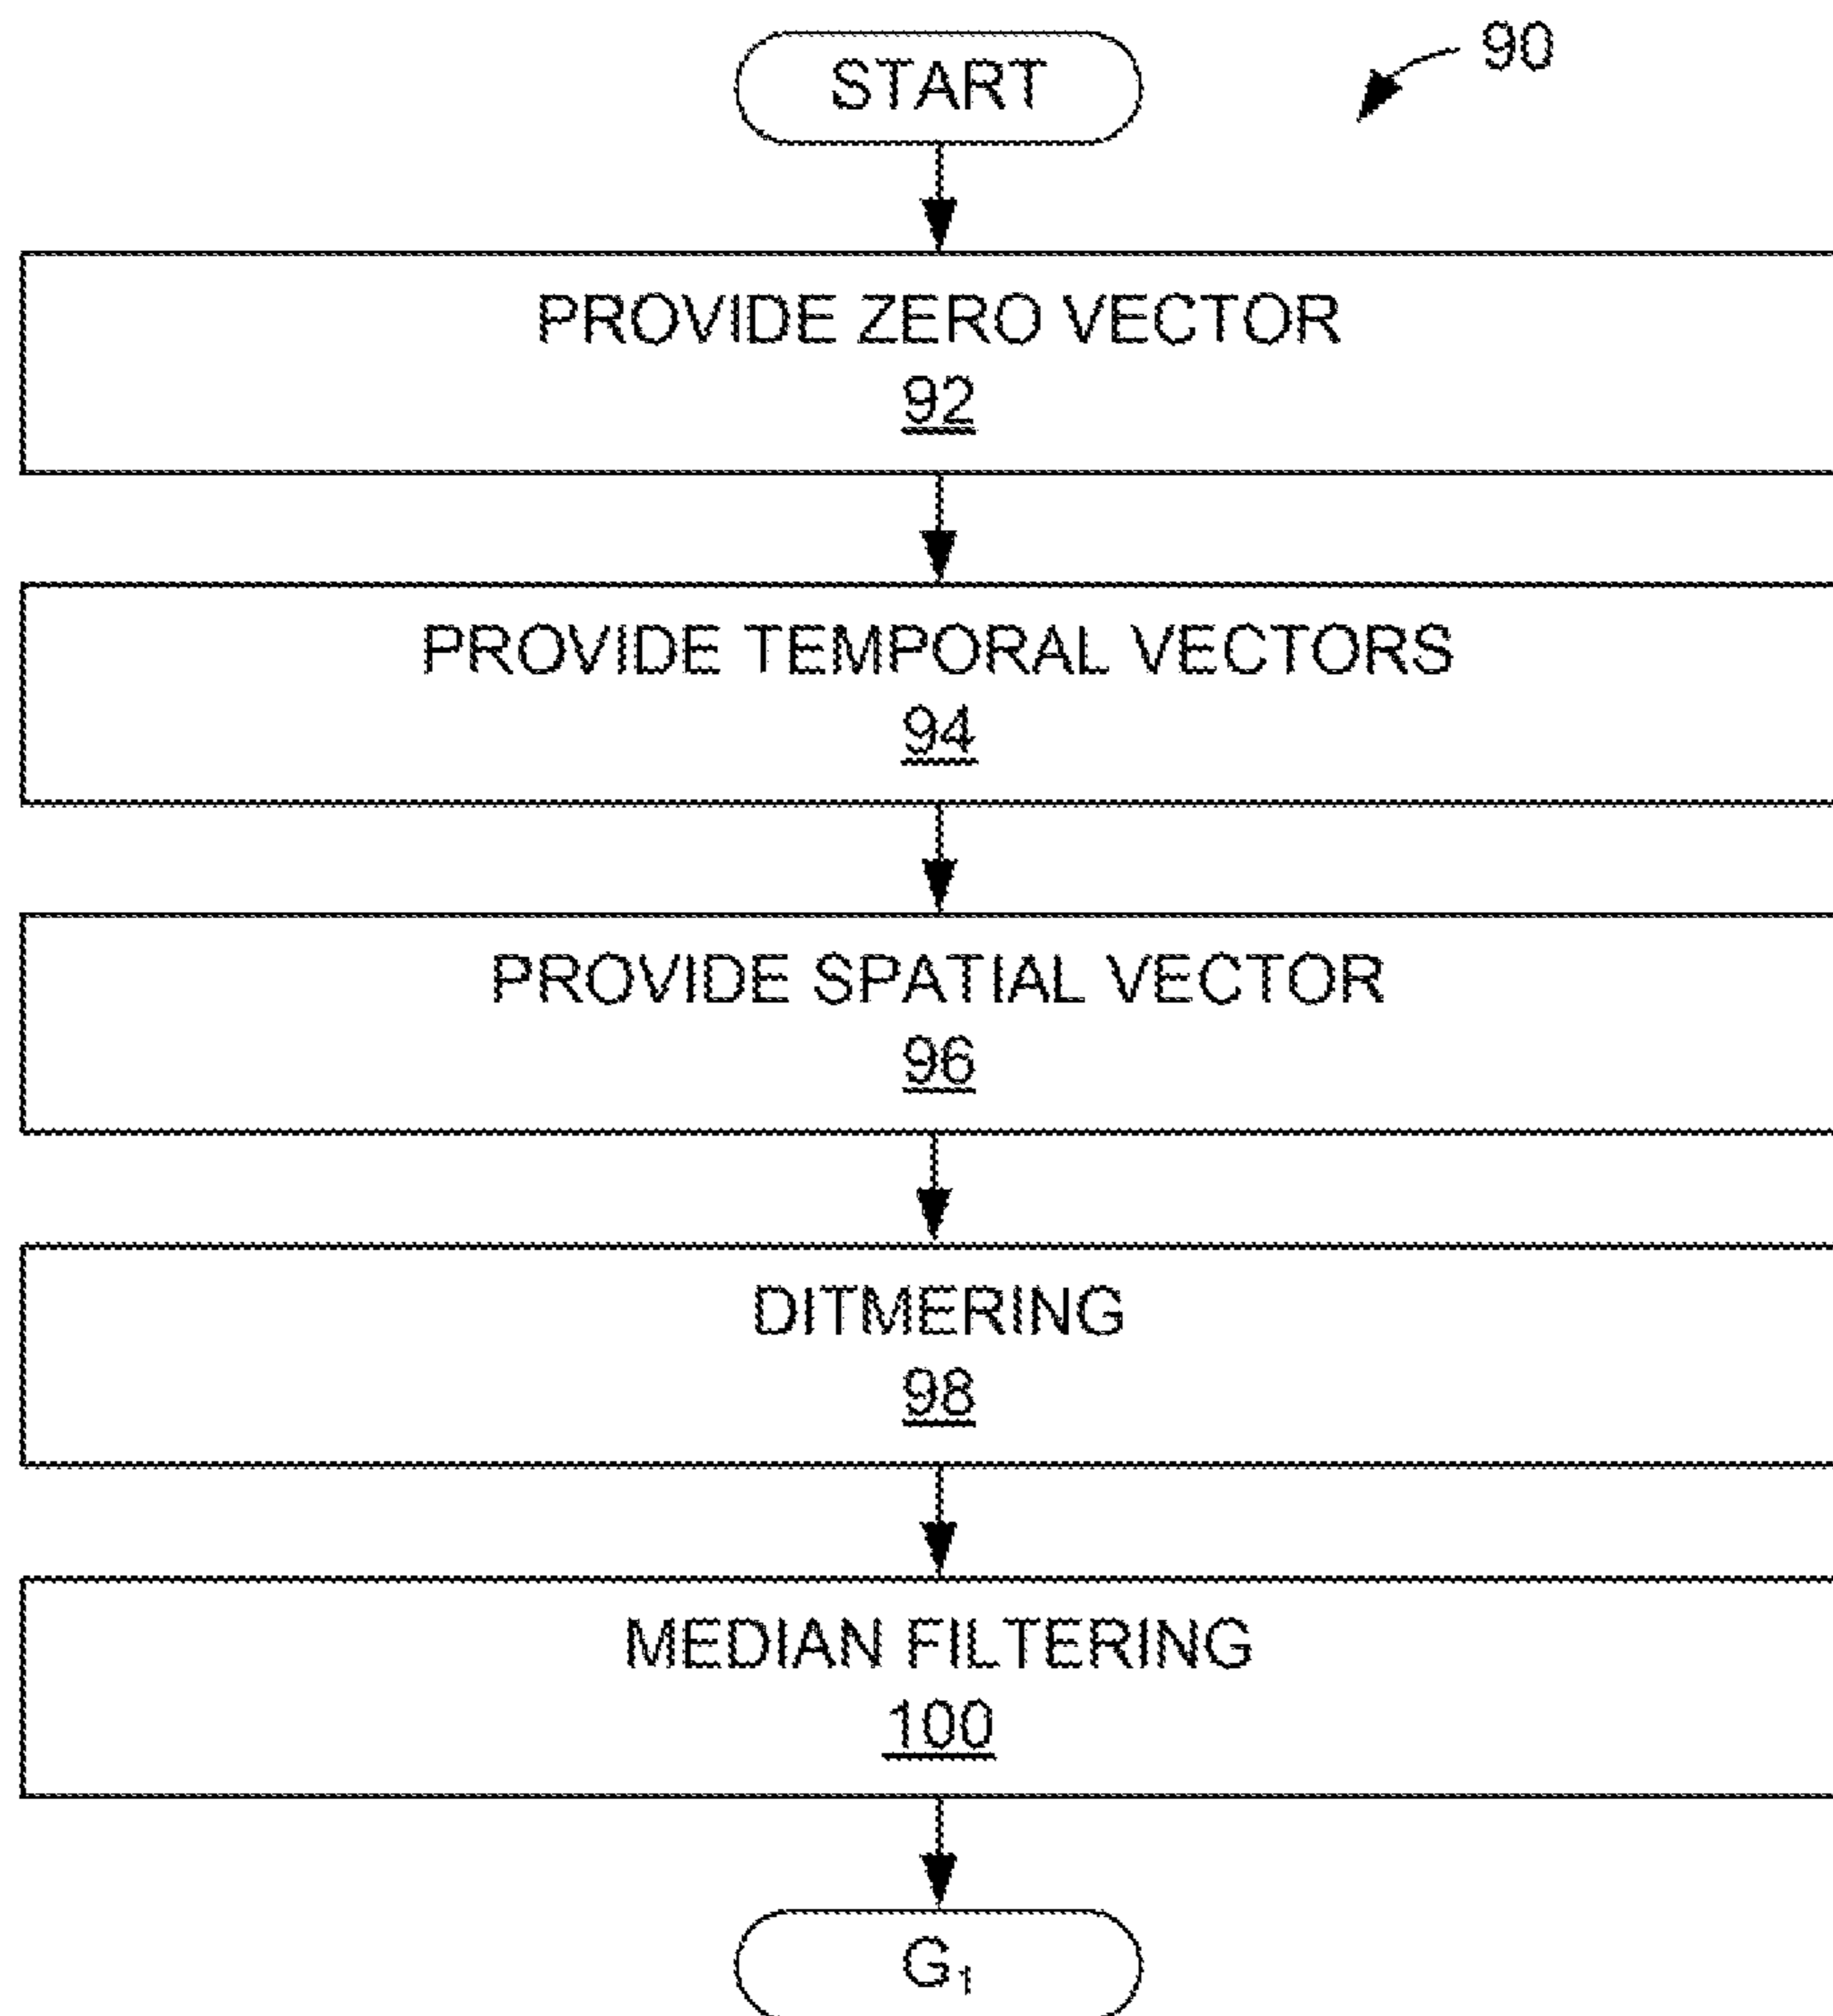 START
90
PROVIDE ZERO VECTOR
92
PROVIDE TEMPORAL VECTORS
94
PROVIDE SPATIAL VECTOR
96
DITMERING
98
MEDIAN FILTERING
100
G₁